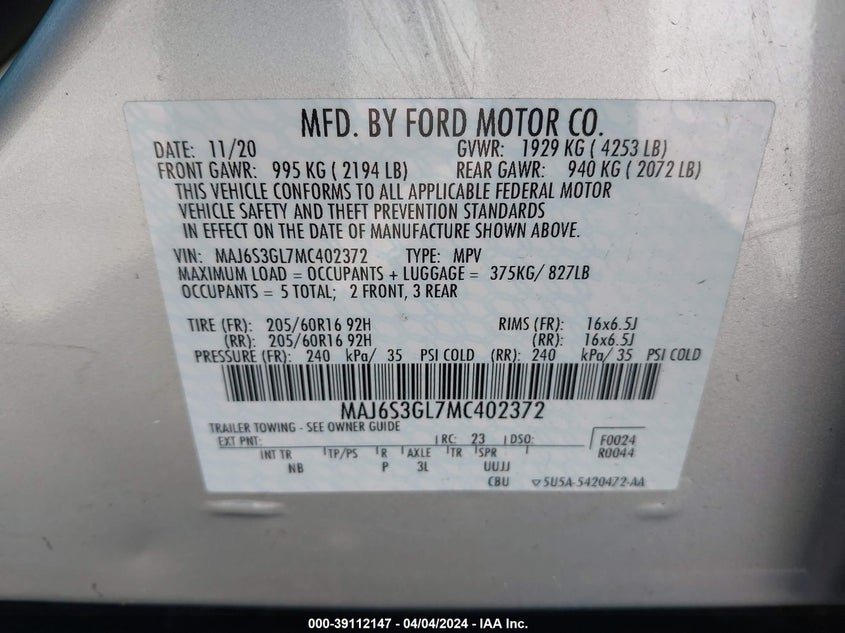 MFD. BY FORD MOTOR CO.
DATE: 11/20 GVWR: 1929 KG ( 4253 LB)
FRONT GAWR: 995 KG ( 2194 LB) REAR GAWR: 940 KG ( 2072 LB)
THIS VEHICLE CONFORMS TO ALL APPLICABLE FEDERAL MOTOR
VEHICLE SAFETY AND THEFT PREVENTION STANDARDS
IN EFFECT ON THE DATE OF MANUFACTURE SHOWN ABOVE.
VIN: MAJ6S3GL7MC402372 TYPE: MPV
MAXIMUM LOAD = OCCUPANTS + LUGGAGE = 375KG/ 827LB
OCCUPANTS = 5 TOTAL; 2 FRONT, 3 REAR
TIRE (FR): 205/60R16 92H RIMS (FR): 16x6.5J
(RR): 205/60R16 92H (RR): 16x6.5J
PRESSURE (FR): 240 kPa/ 35 PSI COLD (RR): 240 kPa/ 35 PSI COLD
MAJ6S3GL7MC402372
TRAILER TOWING - SEE OWNER GUIDE
EXT PNT: RC: 23 DSO: F0024
INT TR TP/PS R AXLE TR SPR R0044
NB P 3L UUJJ
CBU 5U5A-5420472-AA
000-39112147 - 04/04/2024 - IAA Inc.